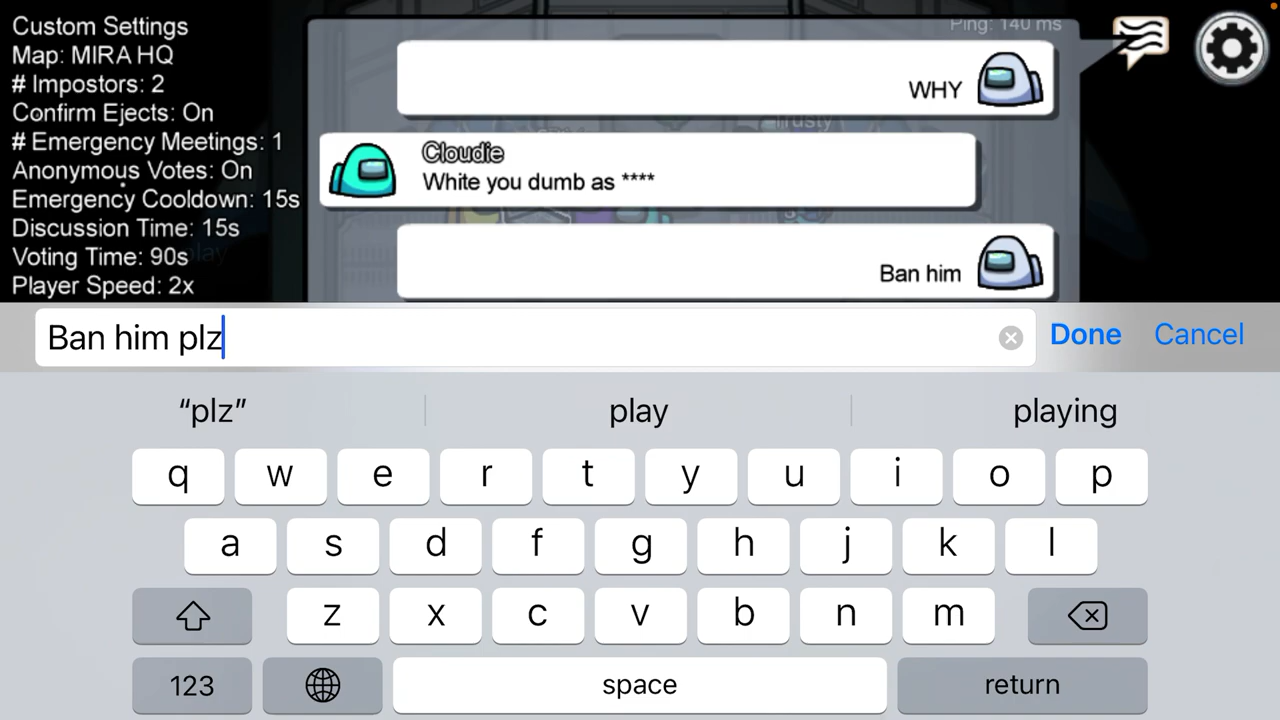 Custom Settings
Map: MIRA HQ
# Impostors: 2
Confirm Ejects: On
# Emergency Meetings: 1
Anonymous Votes: On
Emergency Cooldown: 15s
Discussion Time: 15s
Voting Time: 90s
Player Speed: 2x
Ping: 140 ms
WHY
Trusty
Cloudie
White you dumb as ****
Ban him
Ban him plz
Done
Cancel
“plz”
play
playing
q w e r t y u i o p
a s d f g h j k l
z x c v b n m
123
space
return